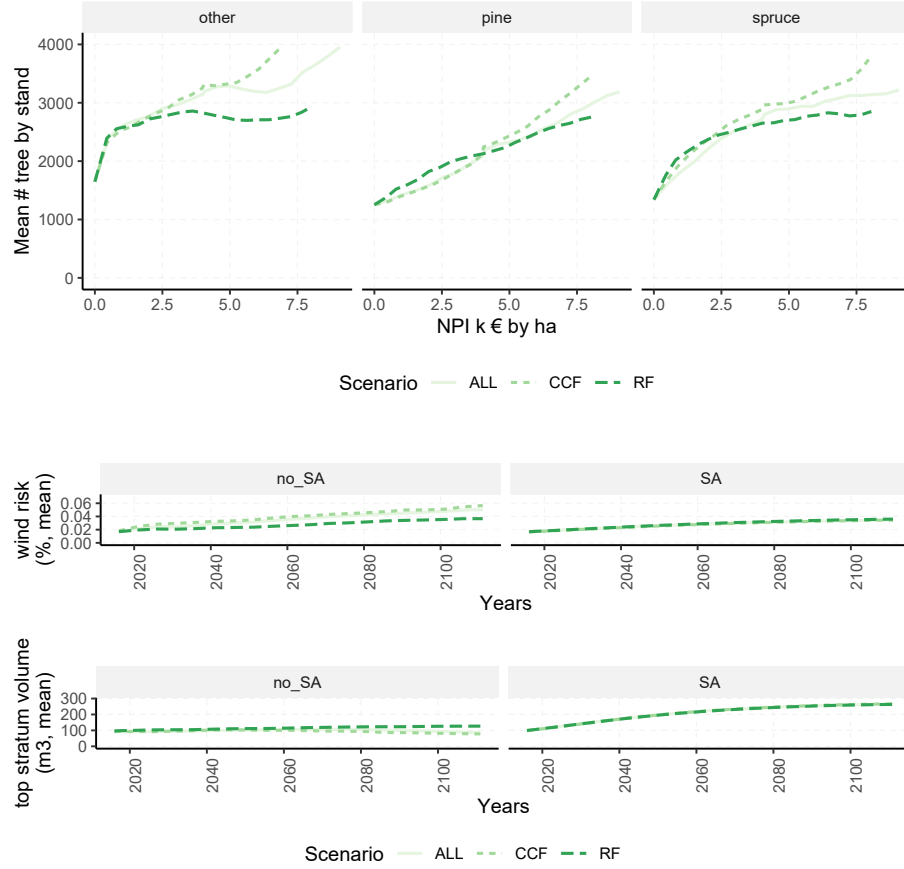 other pine spruce
Mean # tree by stand
4000
3000
2000
1000
0
0.0 2.5 5.0 7.5 0.0 2.5 5.0 7.5 0.0 2.5 5.0 7.5
NPI k € by ha
Scenario ALL CCF RF
no_SA SA
wind risk
(%, mean)
0.06
0.04
0.02
0.00
2020 2040 2060 2080 2100 2020 2040 2060 2080 2100
Years
no_SA SA
top stratum volume
(m3, mean)
300
200
100
0
2020 2040 2060 2080 2100 2020 2040 2060 2080 2100
Years
Scenario ALL CCF RF